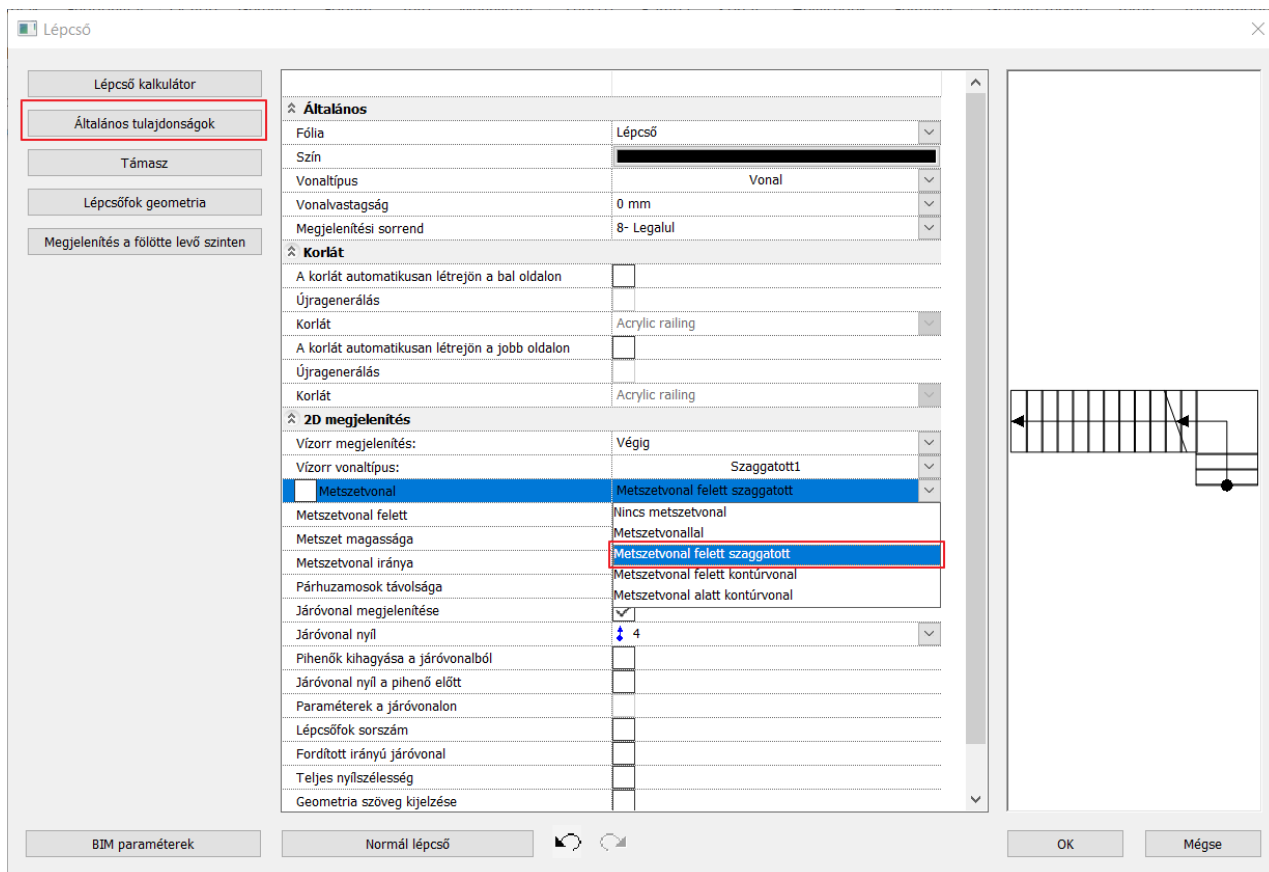 Lépcső
Lépcső kalkulátor
Általános tulajdonságok
Támasz
Lépcsőfok geometria
Megjelenítés a fölötte levő szinten
Általános
Fólia Lépcső
Szín
Vonaltípus Vonal
Vonalvastagság 0 mm
Megjelenítési sorrend 8- Legalul
Korlát
A korlát automatikusan létrejön a bal oldalon
Újragenerálás
Korlát Acrylic railing
A korlát automatikusan létrejön a jobb oldalon
Újragenerálás
Korlát Acrylic railing
2D megjelenítés
Vízorr megjelenítés: Végig
Vízorr vonaltípus: Szaggatott1
Metszetvonal Metszetvonal felett szaggatott
Metszetvonal felett Nincs metszetvonal
Metszet magassága Metszetvonallal
Metszetvonal iránya Metszetvonal felett szaggatott
Párhuzamosok távolsága Metszetvonal felett kontúrvonal
Metszetvonal alatt kontúrvonal
Járóvonal megjelenítése
Járóvonal nyíl 4
Pihenők kihagyása a járóvonalból
Járóvonal nyíl a pihenő előtt
Paraméterek a járóvonalon
Lépcsőfok sorszám
Fordított irányú járóvonal
Teljes nyílszélesség
Geometria szöveg kijelzése
BIM paraméterek
Normál lépcső
OK
Mégse